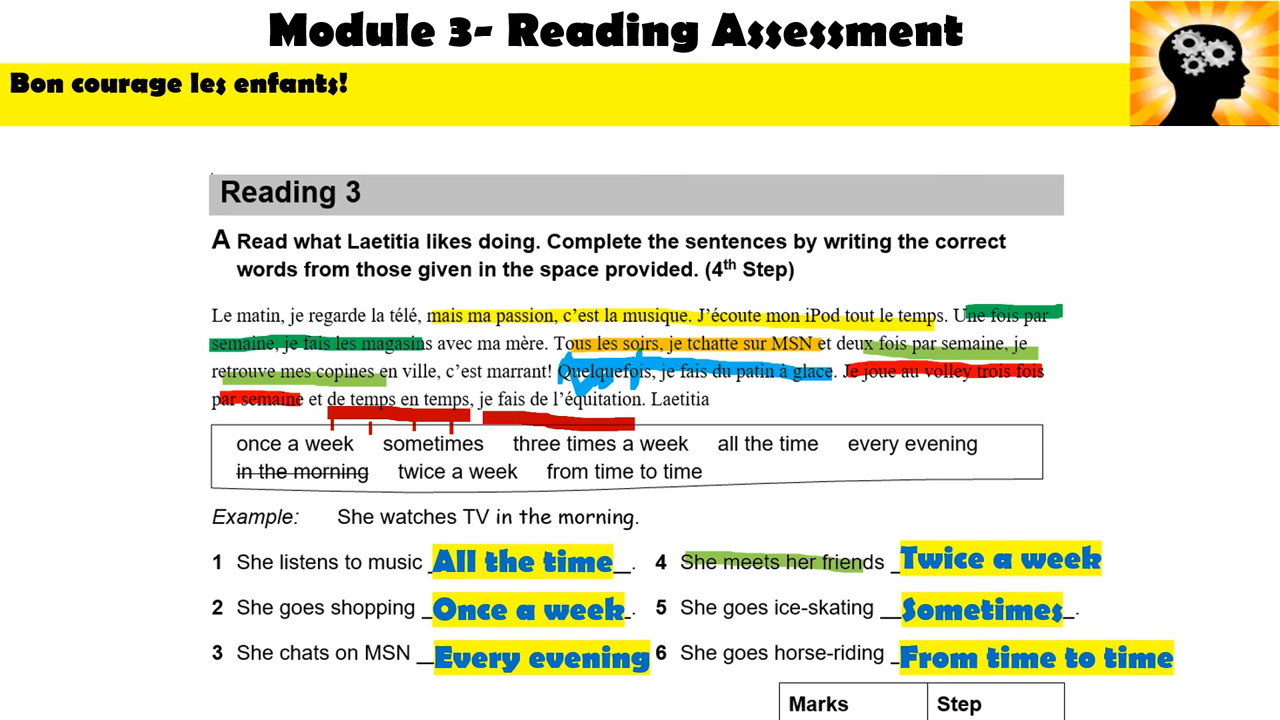 Module 3- Reading Assessment
Bon courage les enfants!
Reading 3
A Read what Laetitia likes doing. Complete the sentences by writing the correct
words from those given in the space provided. (4th Step)
Le matin, je regarde la télé, mais ma passion, c'est la musique. J'écoute mon iPod tout le temps. Une fois par
semaine, je fais les magasins avec ma mère. Tous les soirs, je tchatte sur MSN et deux fois par semaine, je
retrouve mes copines en ville, c'est marrant! Quelquefois, je fais du patin à glace. Je joue au volley trois fois
par semaine et de temps en temps, je fais de l'équitation. Laetitia
once a week sometimes three times a week all the time every evening
in the morning twice a week from time to time
Example: She watches TV in the morning.
1 She listens to music _All the time__.
2 She goes shopping _Once a week_.
3 She chats on MSN __Every evening
4 She meets her friends _Twice a week
5 She goes ice-skating __Sometimes_.
6 She goes horse-riding _From time to time
Marks Step